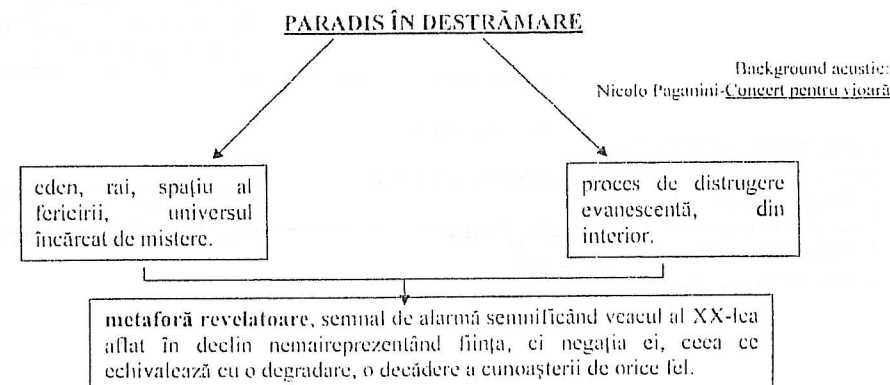 PARADIS ÎN DESTRĂMARE
Background acustic:
Nicolo Paganini-Concert pentru vioară
eden, rai, spațiu al
fericirii, universul
încărcat de mistere.
proces de distrugere
evanescentă, din
interior.
metaforă revelatoare, semnal de alarmă semnificând veacul al XX-lea
aflat în declin nemaireprezentând ființa, ci negația ei, ceea ce
echivalează cu o degradare, o decădere a cunoașterii de orice fel.